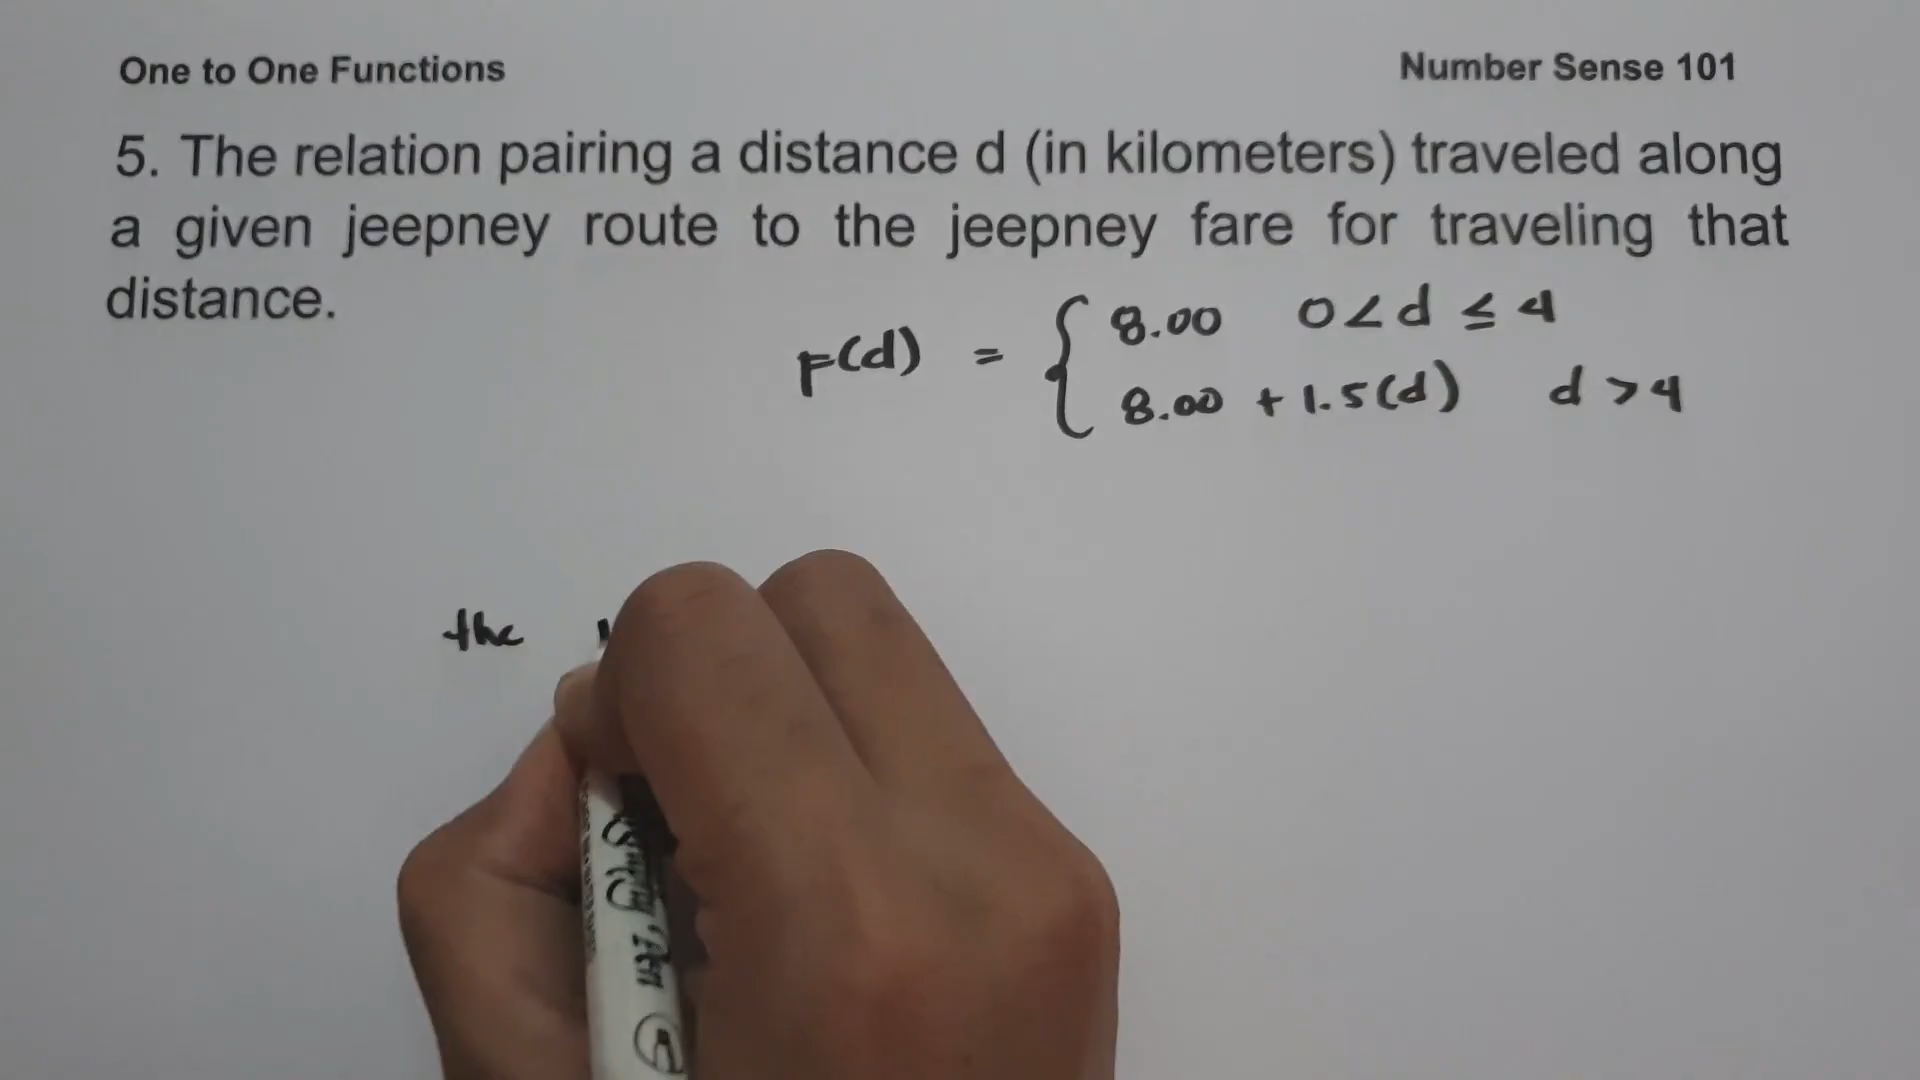 One to One Functions
Number Sense 101
5. The relation pairing a distance d (in kilometers) traveled along
a given jeepney route to the jeepney fare for traveling that
distance.
F(d) = { 8.00 0 < d ≤ 4
8.00 + 1.5(d) d > 4
the
Pen